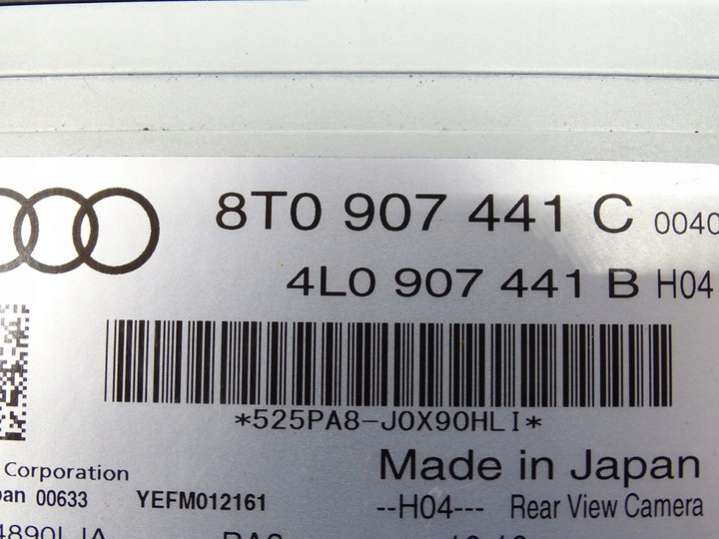 8T0 907 441 C 0040
4L0 907 441 B H04
*525PA8-J0X90HLI*
Corporation
Made in Japan
pan 00633 YEFM012161
--H04--- Rear View Camera